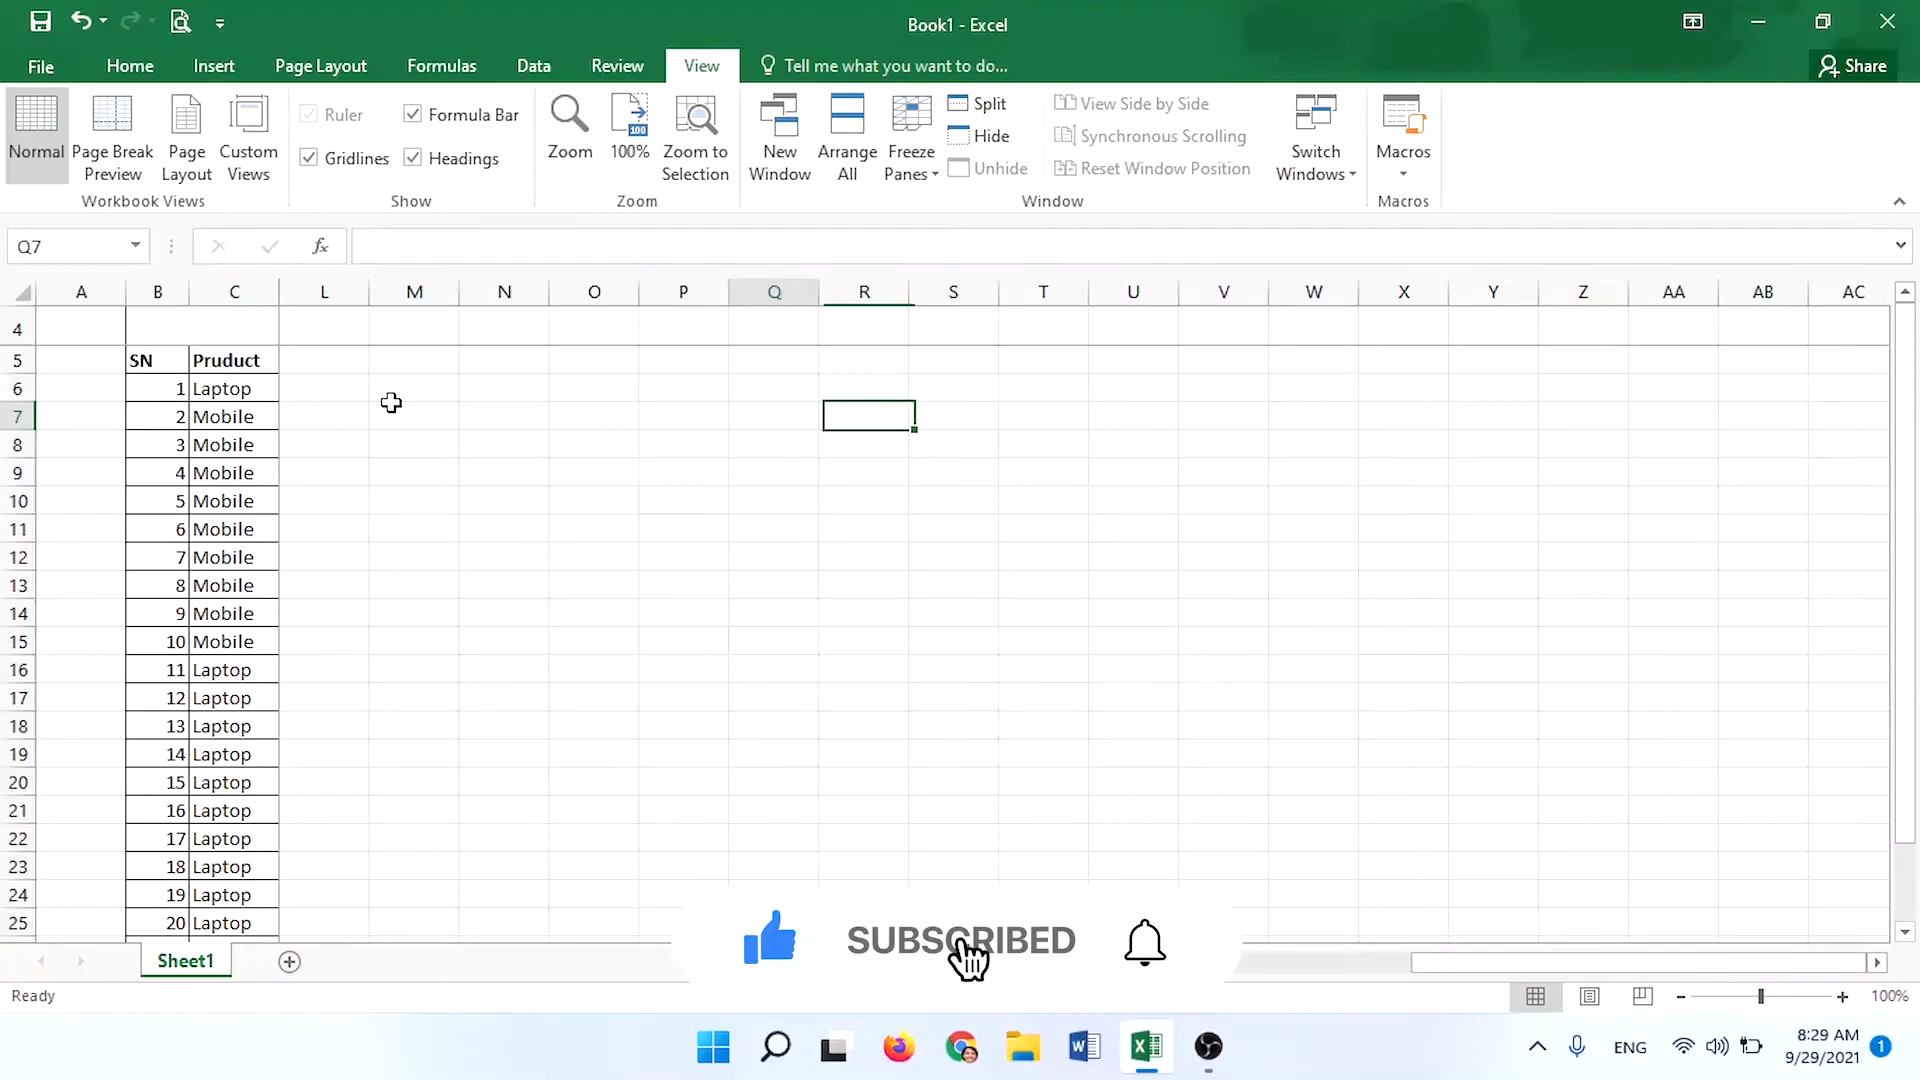 Book1 - Excel
File Home Insert Page Layout Formulas Data Review View Tell me what you want to do... Share
Normal Page Break Preview Page Layout Custom Views
Workbook Views
Ruler Formula Bar
Gridlines Headings
Show
Zoom 100% Zoom to Selection
100
Zoom
New Window Arrange All Freeze Panes
Split
Hide
Unhide
View Side by Side
Synchronous Scrolling
Reset Window Position
Switch Windows
Window
Macros
Macros
Q7 fx
A B C L M N O P Q R S T U V W X Y Z AA AB AC
4
5 SN Pruduct
6 1 Laptop
7 2 Mobile
8 3 Mobile
9 4 Mobile
10 5 Mobile
11 6 Mobile
12 7 Mobile
13 8 Mobile
14 9 Mobile
15 10 Mobile
16 11 Laptop
17 12 Laptop
18 13 Laptop
19 14 Laptop
20 15 Laptop
21 16 Laptop
22 17 Laptop
23 18 Laptop
24 19 Laptop
25 20 Laptop
SUBSCRIBED
Sheet1
Ready 100%
ENG 8:29 AM
9/29/2021 1